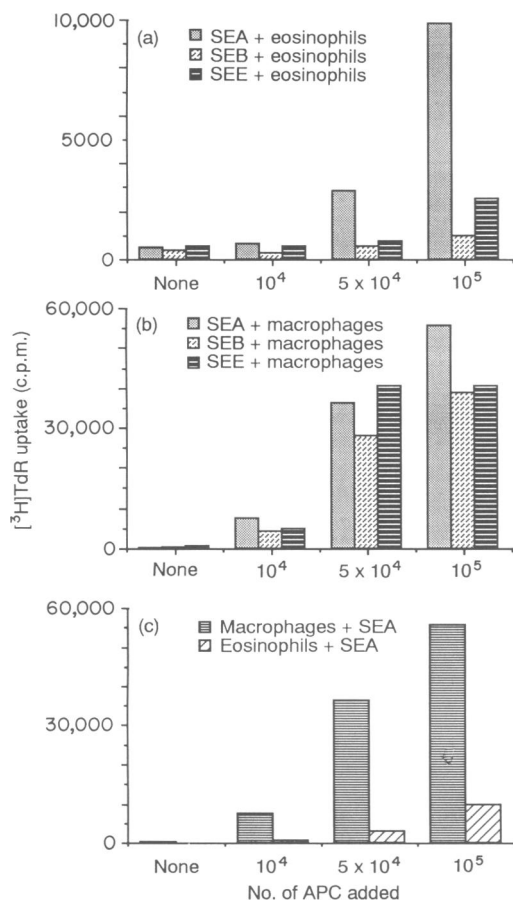 [³H]TdR uptake (c.p.m.)
10,000
5000
0
(a)
SEA + eosinophils
SEB + eosinophils
SEE + eosinophils
None 10⁴ 5 x 10⁴ 10⁵
60,000
30,000
0
(b)
SEA + macrophages
SEB + macrophages
SEE + macrophages
None 10⁴ 5 x 10⁴ 10⁵
60,000
30,000
0
(c)
Macrophages + SEA
Eosinophils + SEA
None 10⁴ 5 x 10⁴ 10⁵
No. of APC added